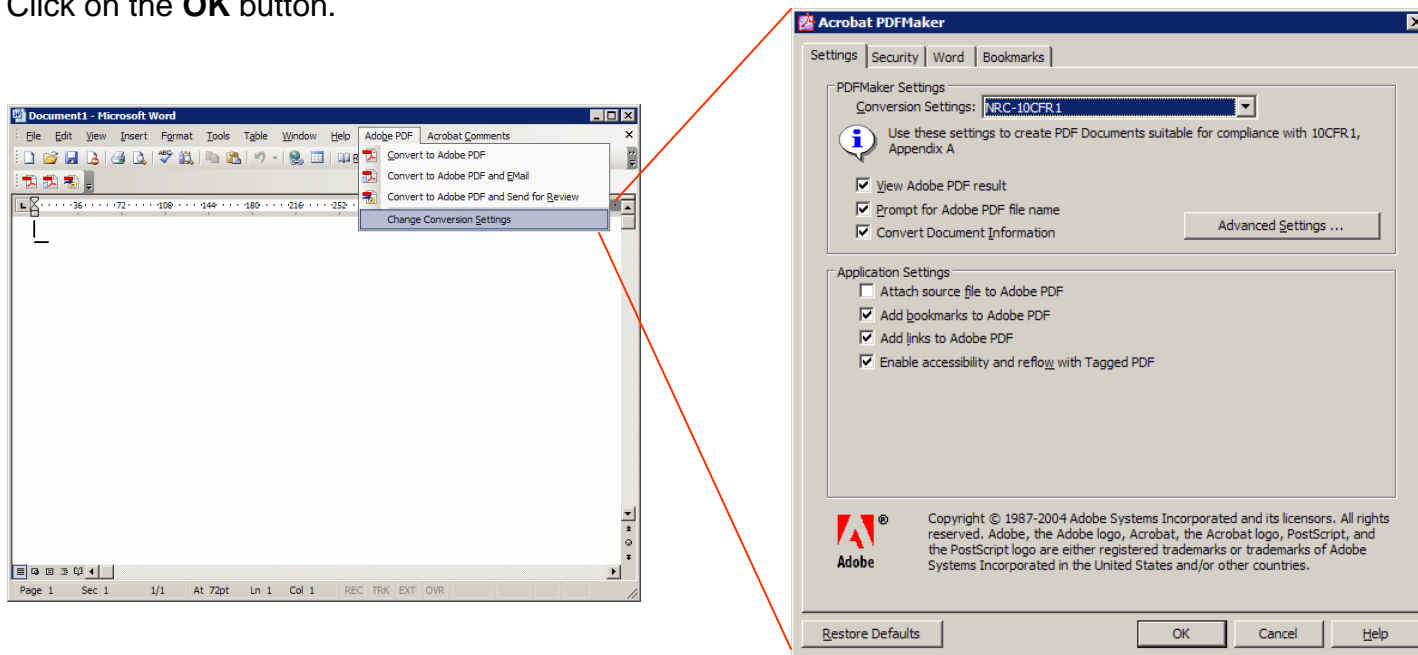 Click on the OK button.
Document1 - Microsoft Word
File Edit View Insert Format Tools Table Window Help Adobe PDF Acrobat Comments
Convert to Adobe PDF
Convert to Adobe PDF and EMail
Convert to Adobe PDF and Send for Review
36 72 108 144 180 216 252
Change Conversion Settings
Page 1 Sec 1 1/1 At 72pt Ln 1 Col 1 REC TRK EXT OVR
Acrobat PDFMaker
Settings Security Word Bookmarks
PDFMaker Settings
Conversion Settings: NRC-10CFR1
Use these settings to create PDF Documents suitable for compliance with 10CFR1,
Appendix A
View Adobe PDF result
Prompt for Adobe PDF file name
Convert Document Information
Advanced Settings ...
Application Settings
Attach source file to Adobe PDF
Add bookmarks to Adobe PDF
Add links to Adobe PDF
Enable accessibility and reflow with Tagged PDF
Copyright © 1987-2004 Adobe Systems Incorporated and its licensors. All rights
reserved. Adobe, the Adobe logo, Acrobat, the Acrobat logo, PostScript, and
the PostScript logo are either registered trademarks or trademarks of Adobe
Systems Incorporated in the United States and/or other countries.
®
Adobe
Restore Defaults OK Cancel Help